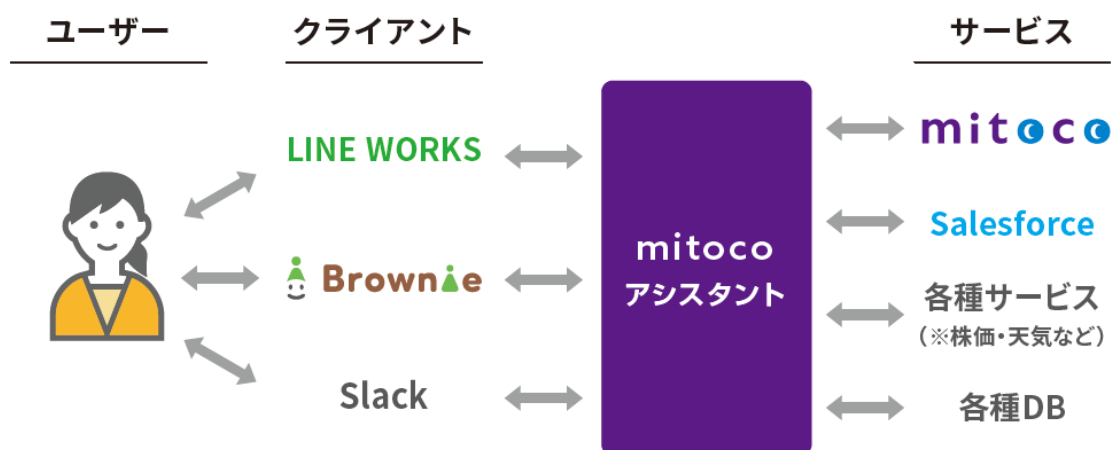 ユーザー
クライアント
サービス
LINE WORKS
Brownie
Slack
mitoco
アシスタント
mitoco
Salesforce
各種サービス
(※株価・天気など)
各種DB